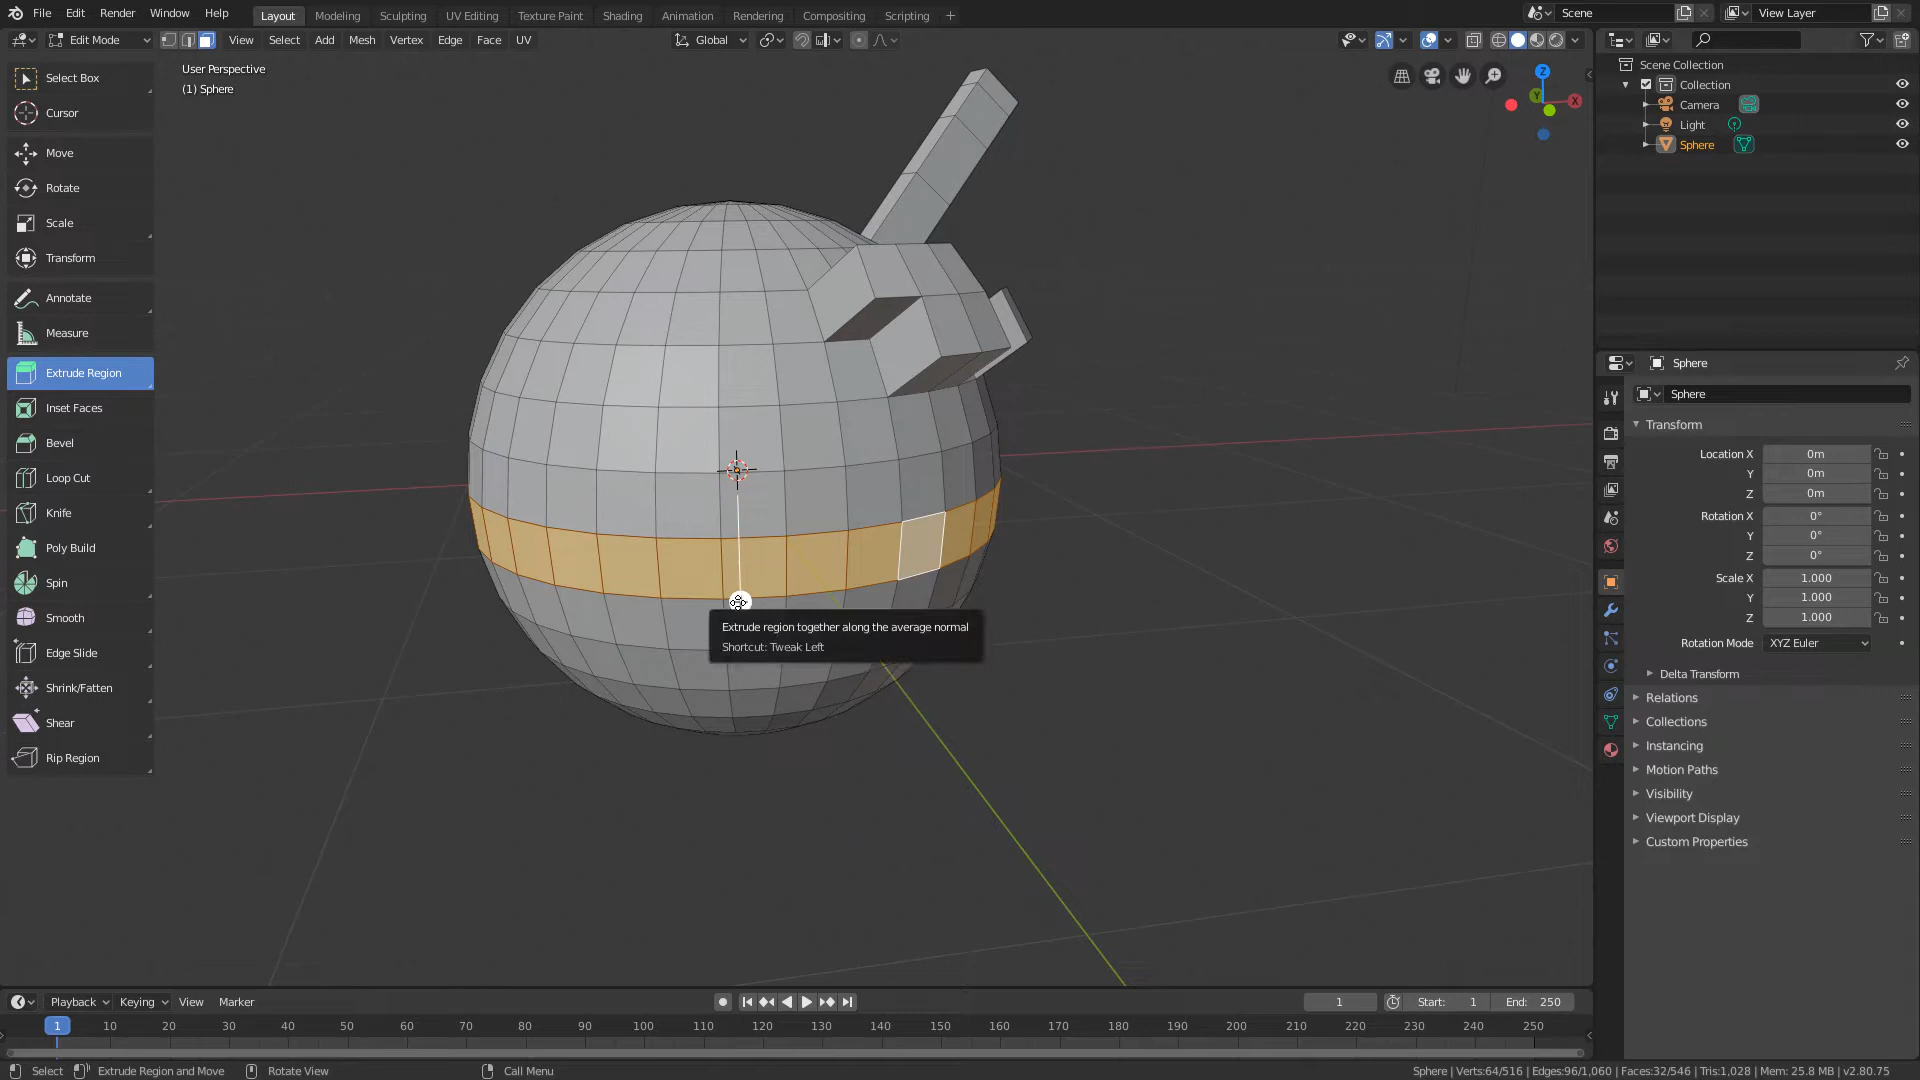 File Edit Render Window Help
Layout Modeling Sculpting UV Editing Texture Paint Shading Animation Rendering Compositing Scripting +
Scene
View Layer
Edit Mode
View Select Add Mesh Vertex Edge Face UV
Global
User Perspective
(1) Sphere
Select Box
Cursor
Move
Rotate
Scale
Transform
Annotate
Measure
Extrude Region
Inset Faces
Bevel
Loop Cut
Knife
Poly Build
Spin
Smooth
Edge Slide
Shrink/Fatten
Shear
Rip Region
Z
Y
X
Extrude region together along the average normal
Shortcut: Tweak Left
Scene Collection
Collection
Camera
Light
Sphere
Sphere
Sphere
Transform
Location X 0m
Y 0m
Z 0m
Rotation X 0°
Y 0°
Z 0°
Scale X 1.000
Y 1.000
Z 1.000
Rotation Mode XYZ Euler
Delta Transform
Relations
Collections
Instancing
Motion Paths
Visibility
Viewport Display
Custom Properties
Playback Keying View Marker
1 Start: 1 End: 250
1 10 20 30 40 50 60 70 80 90 100 110 120 130 140 150 160 170 180 190 200 210 220 230 240 250
Select Extrude Region and Move Rotate View Call Menu
Sphere | Verts:64/516 | Edges:96/1,060 | Faces:32/546 | Tris:1,028 | Mem: 25.8 MB | v2.80.75